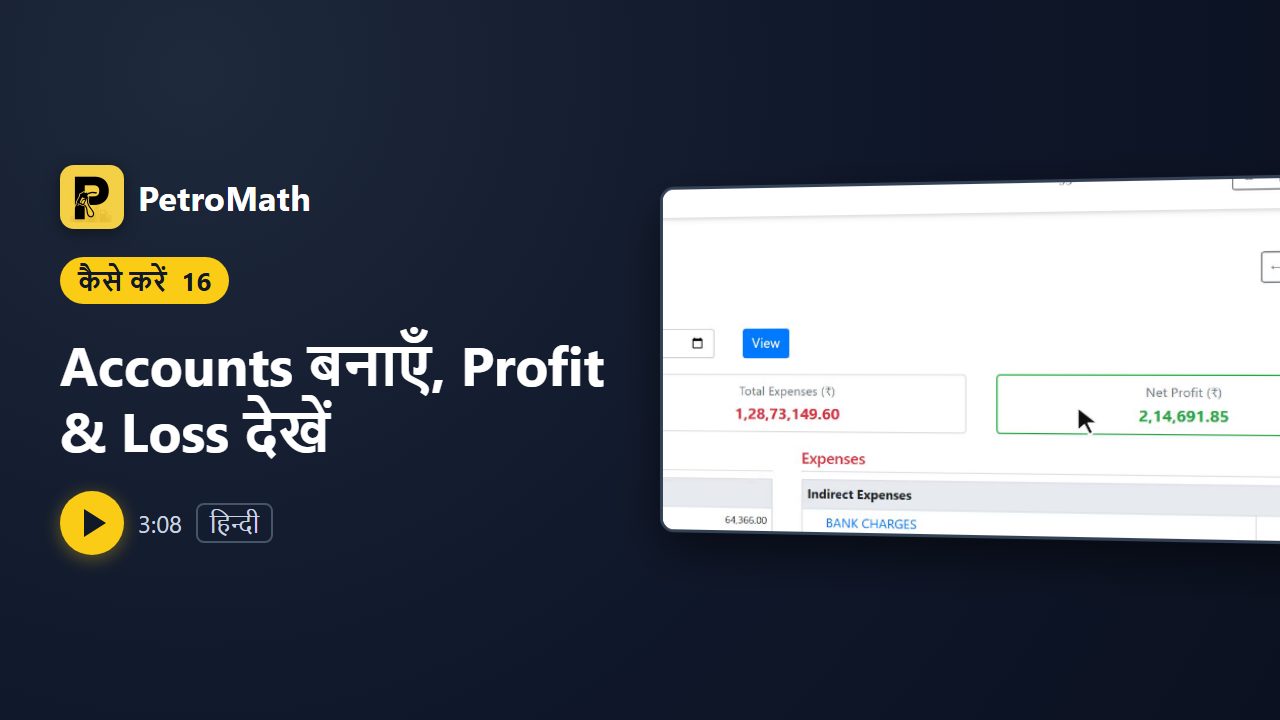 PetroMath
कैसे करें 16
Accounts बनाएँ, Profit
& Loss देखें
3:08 हिन्दी
View
Total Expenses (₹)
1,28,73,149.60
Net Profit (₹)
2,14,691.85
Expenses
Indirect Expenses
64,366.00
BANK CHARGES